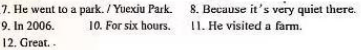 7. He went to a park. / Yuexiu Park. 8. Because it's very quiet there.
9. In 2006. 10. For six hours. 11. He visited a farm.
12. Great. .